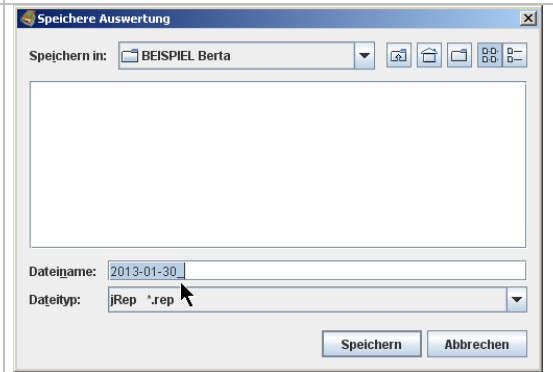 Speichere Auswertung
Speichern in: BEISPIEL Berta
Dateiname: 2013-01-30_
Dateityp: jRep *.rep
Speichern Abbrechen